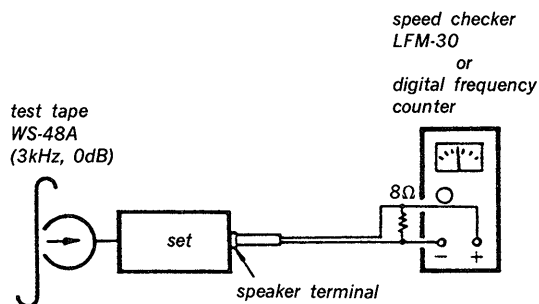 speed checker
LFM-30
or
digital frequency
counter
test tape
WS-48A
(3kHz, 0dB)
8Ω
set
− +
speaker terminal